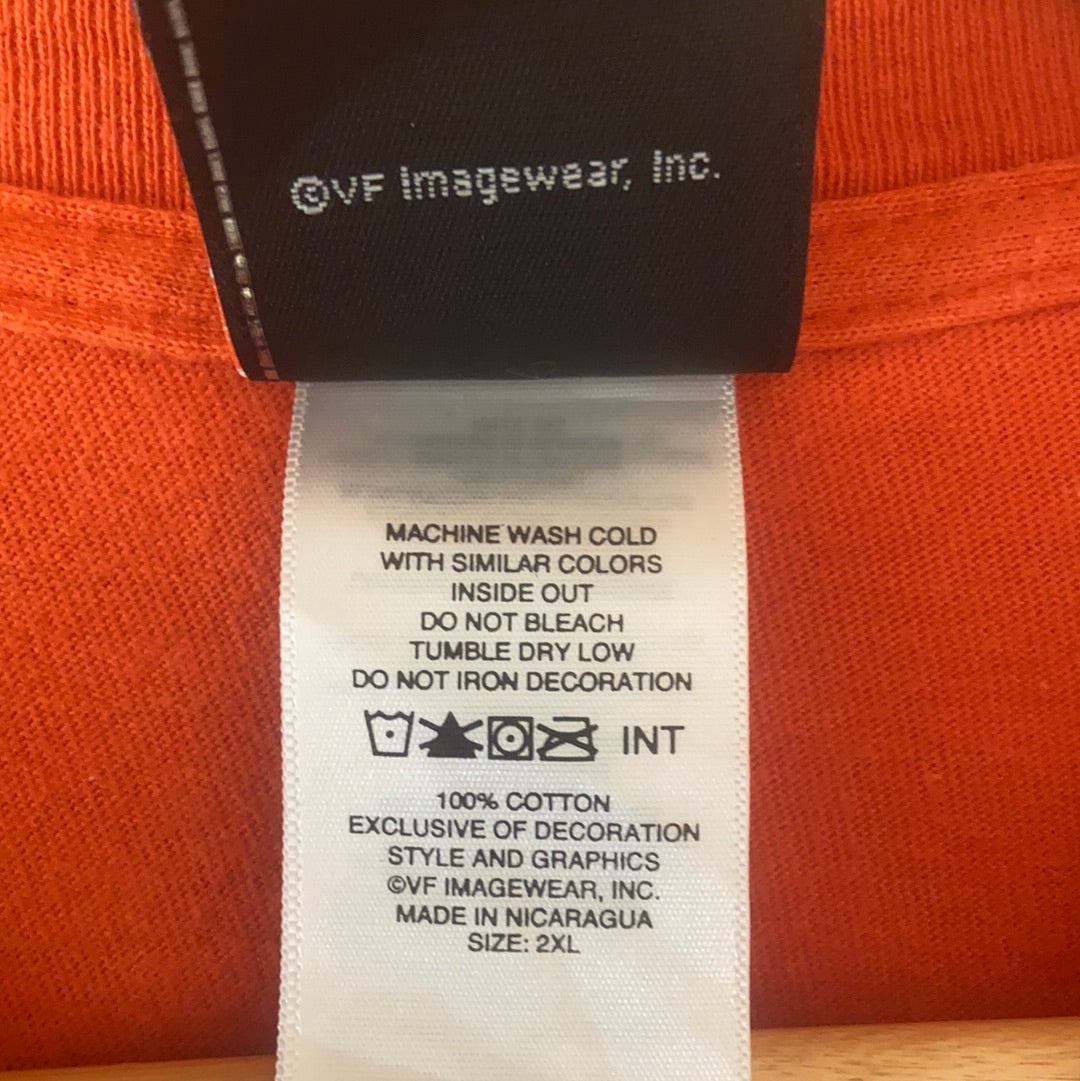 ©VF Imagewear, Inc.
MACHINE WASH COLD
WITH SIMILAR COLORS
INSIDE OUT
DO NOT BLEACH
TUMBLE DRY LOW
DO NOT IRON DECORATION
INT
100% COTTON
EXCLUSIVE OF DECORATION
STYLE AND GRAPHICS
©VF IMAGEWEAR, INC.
MADE IN NICARAGUA
SIZE: 2XL